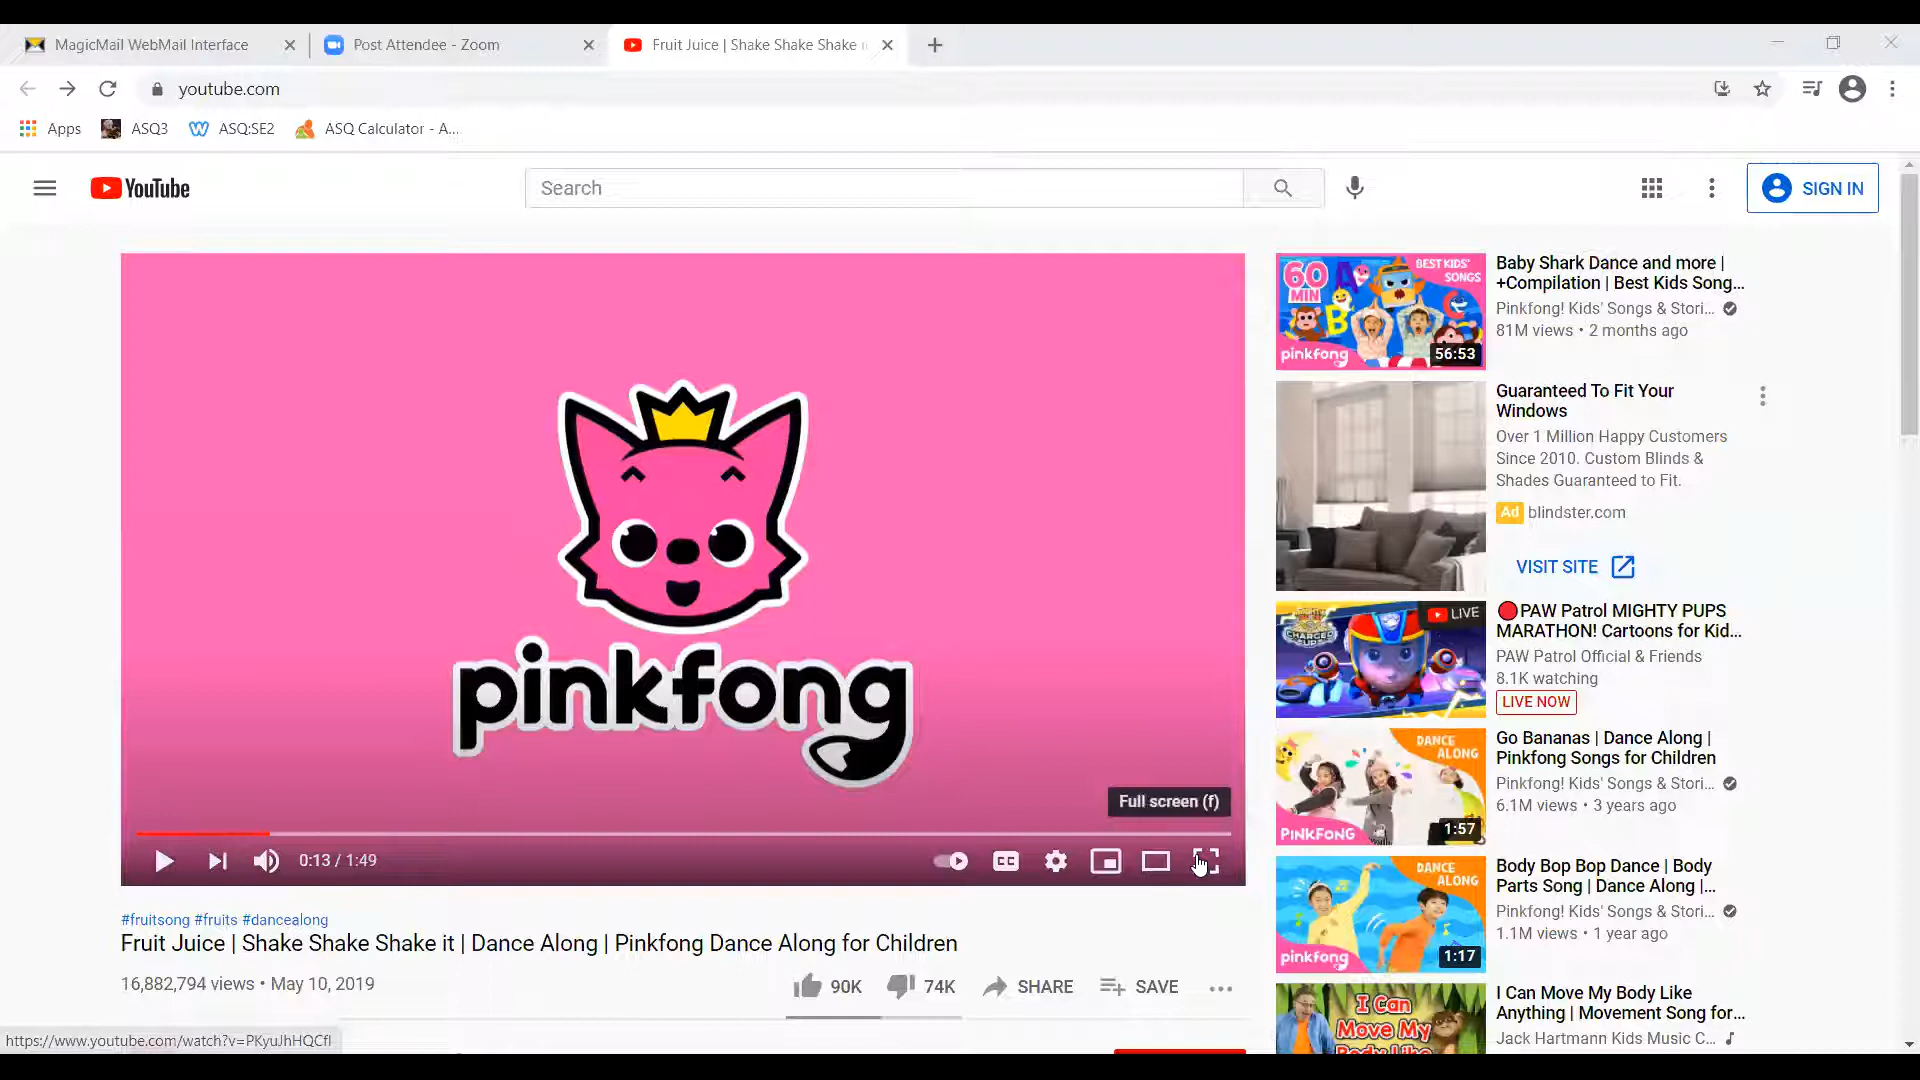 MagicMail WebMail Interface
Post Attendee - Zoom
Fruit Juice | Shake Shake Shake
youtube.com
Apps
ASQ3
ASQ:SE2
ASQ Calculator - A...
YouTube
Search
SIGN IN
pinkfong
Full screen (f)
0:13 / 1:49
CC
#fruitsong #fruits #dancealong
Fruit Juice | Shake Shake Shake it | Dance Along | Pinkfong Dance Along for Children
16,882,794 views • May 10, 2019
90K
74K
SHARE
SAVE
https://www.youtube.com/watch?v=PKyuJhHQCfI
60
MIN
BEST KIDS'
SONGS
A
B
C
pinkfong
56:53
Baby Shark Dance and more |
+Compilation | Best Kids Song...
Pinkfong! Kids' Songs & Stori...
81M views • 2 months ago
Guaranteed To Fit Your
Windows
Over 1 Million Happy Customers
Since 2010. Custom Blinds &
Shades Guaranteed to Fit.
Ad blindster.com
VISIT SITE
CHARGED
UP
LIVE
PAW Patrol MIGHTY PUPS
MARATHON! Cartoons for Kid...
PAW Patrol Official & Friends
8.1K watching
LIVE NOW
DANCE
ALONG
PINKFONG
1:57
Go Bananas | Dance Along |
Pinkfong Songs for Children
Pinkfong! Kids' Songs & Stori...
6.1M views • 3 years ago
DANCE
ALONG
pinkfong
1:17
Body Bop Bop Dance | Body
Parts Song | Dance Along |...
Pinkfong! Kids' Songs & Stori...
1.1M views • 1 year ago
I Can
Move My
Body Like
I Can Move My Body Like
Anything | Movement Song for...
Jack Hartmann Kids Music C...